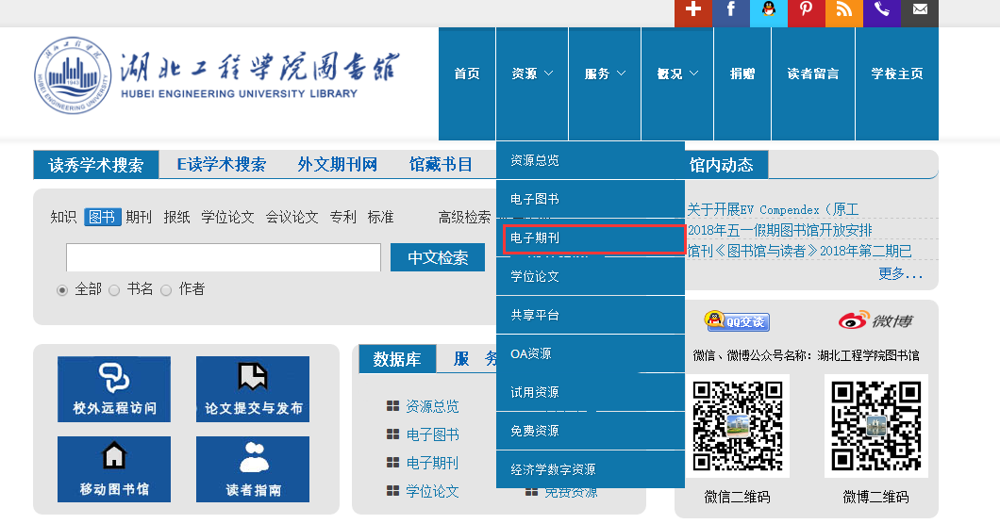 湖北工程学院图书馆
HUBEI ENGINEERING UNIVERSITY LIBRARY
1943
首页 资源 服务 概况 捐赠 读者留言 学校主页
读秀学术搜索 E读学术搜索 外文期刊网 馆藏书目
知识 图书 期刊 报纸 学位论文 会议论文 专利 标准 高级检索
中文检索
全部 书名 作者
资源总览
电子图书
电子期刊
学位论文
共享平台
OA资源
试用资源
免费资源
经济学数字资源
馆内动态
关于开展EV Compendex（原工
2018年五一假期图书馆开放安排
馆刊《图书馆与读者》2018年第二期已
更多...
QQ交谈
微博
微信、微博公众号名称：湖北工程学院图书馆
微信二维码 微博二维码
校外远程访问 论文提交与发布
移动图书馆 读者指南
数据库 服
资源总览
电子图书
电子期刊
学位论文 免费资源